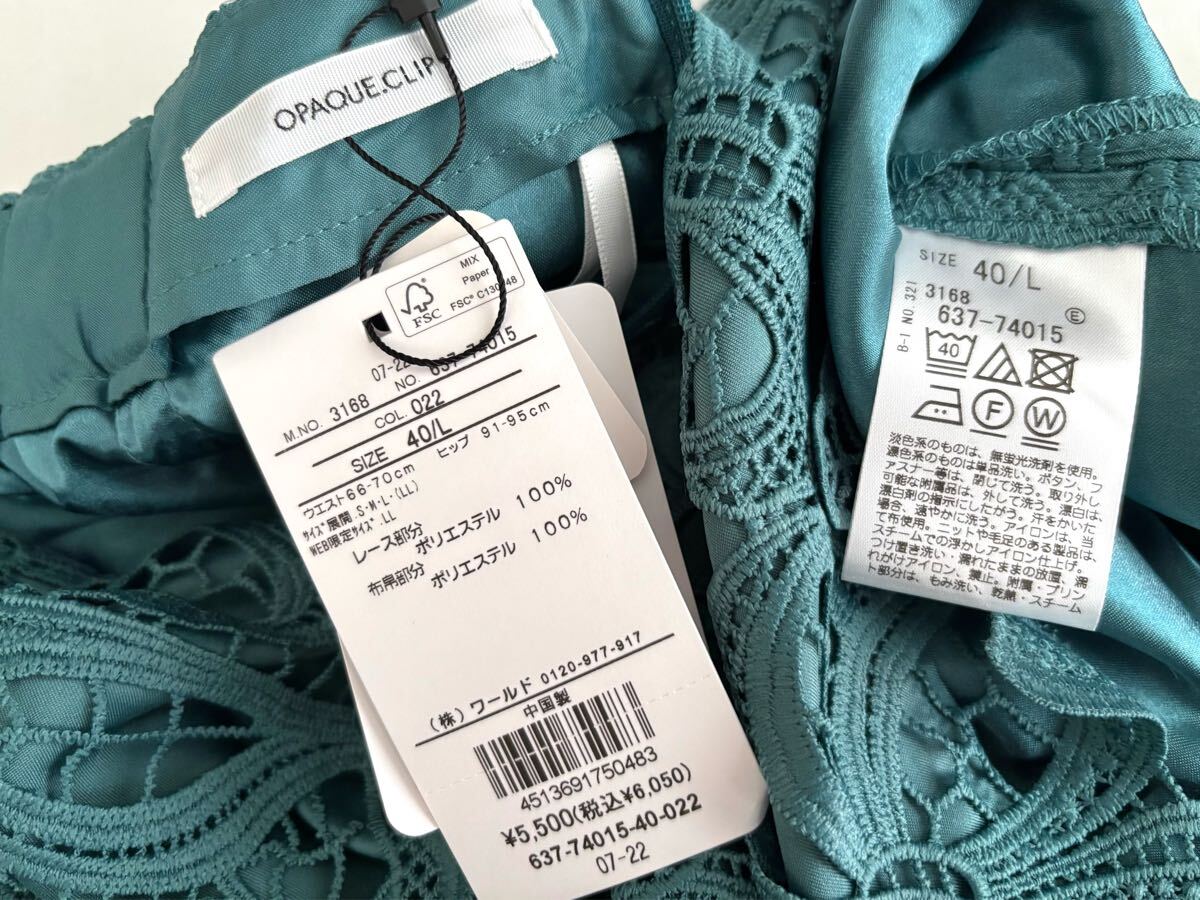 OPAQUE.CLIP
MIX
Paper
FSC
FSC® C130
07-22
M.NO. 3168 NO. 637-74015
COL. 022
SIZE 40/L
ウエスト66-70cm ヒップ 91-95cm
サイズ展開.S・M・L・(LL)
WEB限定サイズ・LL
レース部分
ポリエステル 100%
布帛部分
ポリエステル 100%
(株)ワールド 0120-977-917
中国製
4513691750483
¥5,500(税込¥6,050)
637-74015-40-022
07-22
SIZE 40/L
B-I NO.321
3168
637-74015 E
40
F W
淡色系のものは、無蛍光洗剤を使用。
濃色系のものは単品洗い。ボタン、フ
ァスナー等は、閉じて洗う。取り外し
可能な附属品は、外して洗う。漂白は、
漂白剤の掲示にしたがう。汗をかいた
場合、速やかに洗う。アイロンは、当
て布使用。ニットや毛足のある製品は、
スチームでの浮かしアイロン仕上げ。
つけ置き洗い・濡れたままの放置、濡
れがけアイロン、禁止。附属・プリン
ト部分は、もみ洗い、乾燥・スチーム